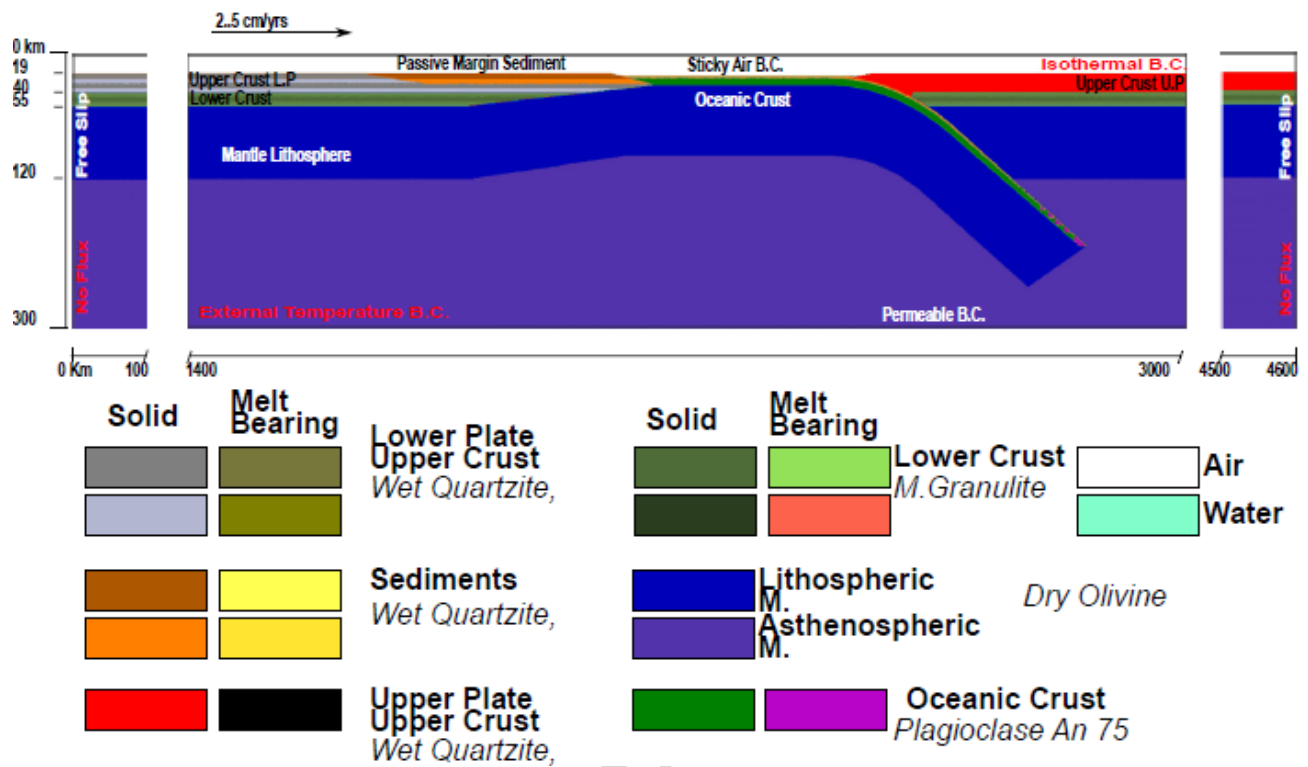 2..5 cm/yrs
0 km
19
40
55
120
300
Free Slip
No Flux
Passive Margin Sediment
Sticky Air B.C.
Isothermal B.C.
Upper Crust L.P
Upper Crust U.P
Lower Crust
Oceanic Crust
Mantle Lithosphere
External Temperature B.C.
Permeable B.C.
Free Slip
No Flux
0 Km
100
1400
3000
4500
4600
Solid
Melt
Bearing
Lower Plate
Upper Crust
Wet Quartzite,
Sediments
Wet Quartzite,
Upper Plate
Upper Crust
Wet Quartzite,
Solid
Melt
Bearing
Lower Crust
M.Granulite
Lithospheric
M.
Dry Olivine
Asthenospheric
M.
Oceanic Crust
Plagioclase An 75
Air
Water